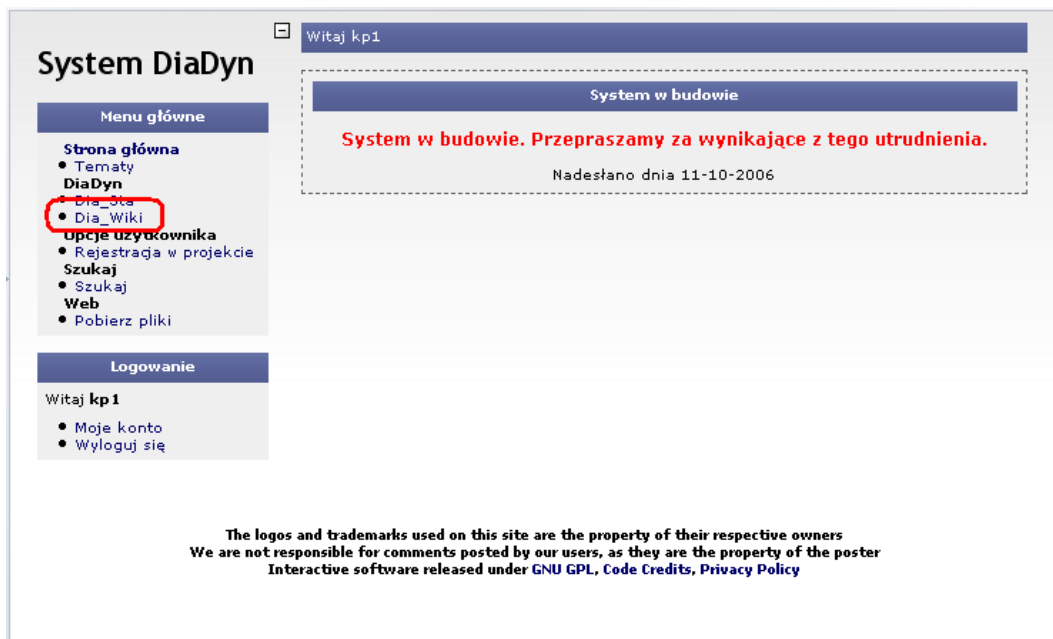 System DiaDyn
Menu główne
Strona główna
Tematy
DiaDyn
Dia_Sta
Dia_Wiki
Opcje użytkownika
Rejestracja w projekcie
Szukaj
Szukaj
Web
Pobierz pliki
Logowanie
Witaj kp1
Moje konto
Wyloguj się
Witaj kp1
System w budowie
System w budowie. Przepraszamy za wynikające z tego utrudnienia.
Nadesłano dnia 11-10-2006
The logos and trademarks used on this site are the property of their respective owners
We are not responsible for comments posted by our users, as they are the property of the poster
Interactive software released under GNU GPL, Code Credits, Privacy Policy